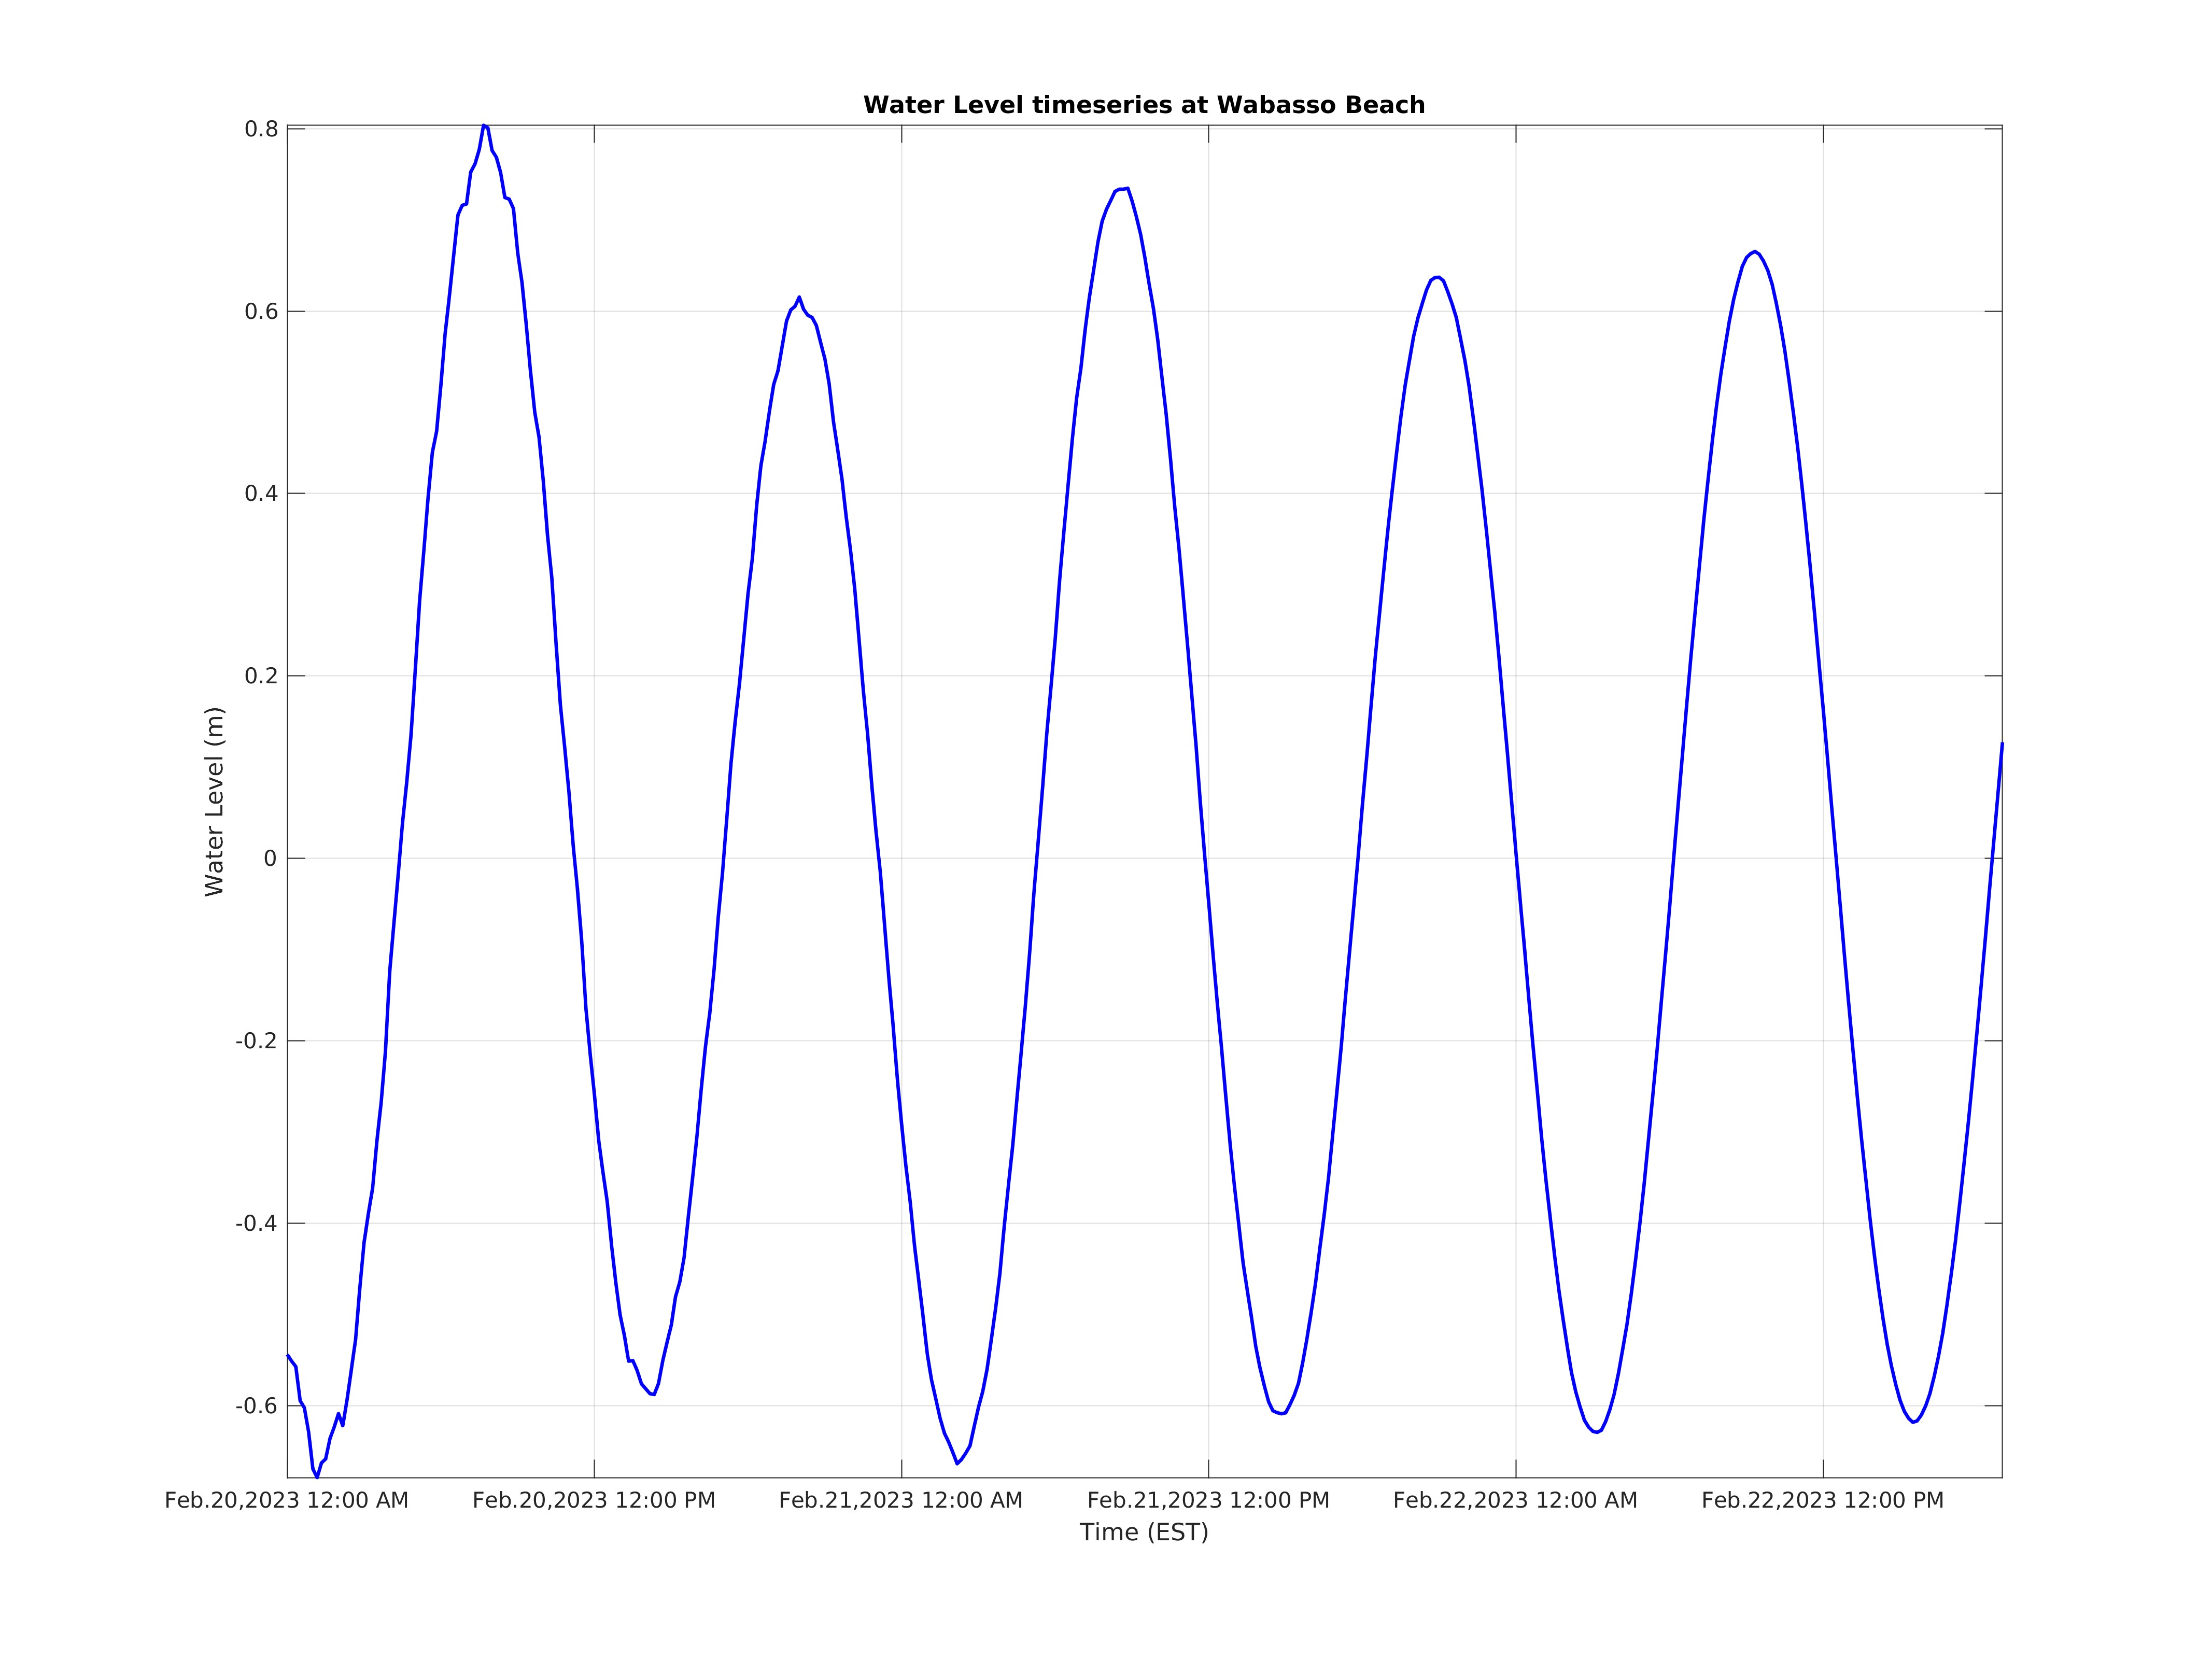 Water Level timeseries at Wabasso Beach
Water Level (m)
0.8
0.6
0.4
0.2
0
-0.2
-0.4
-0.6
Feb.20,2023 12:00 AM
Feb.20,2023 12:00 PM
Feb.21,2023 12:00 AM
Feb.21,2023 12:00 PM
Feb.22,2023 12:00 AM
Feb.22,2023 12:00 PM
Time (EST)